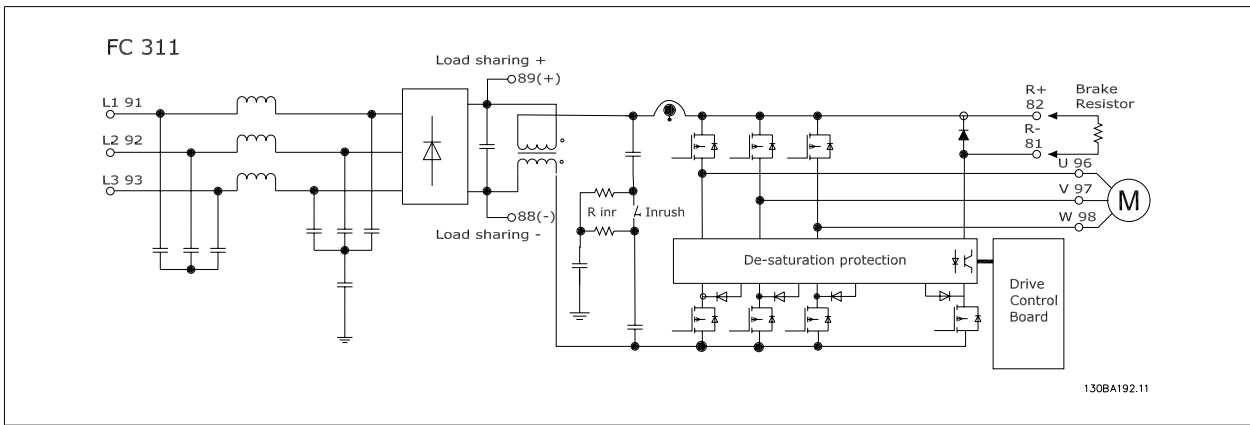 FC 311
Load sharing +
89(+)
L1 91
L2 92
L3 93
88(-)
Load sharing -
R inr
Inrush
R+
82
Brake
Resistor
R-
81
U 96
V 97
W 98
M
De-saturation protection
Drive
Control
Board
130BA192.11